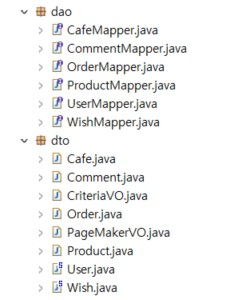 dao
CafeMapper.java
CommentMapper.java
OrderMapper.java
ProductMapper.java
UserMapper.java
WishMapper.java
dto
Cafe.java
Comment.java
CriteriaVO.java
Order.java
PageMakerVO.java
Product.java
User.java
Wish.java